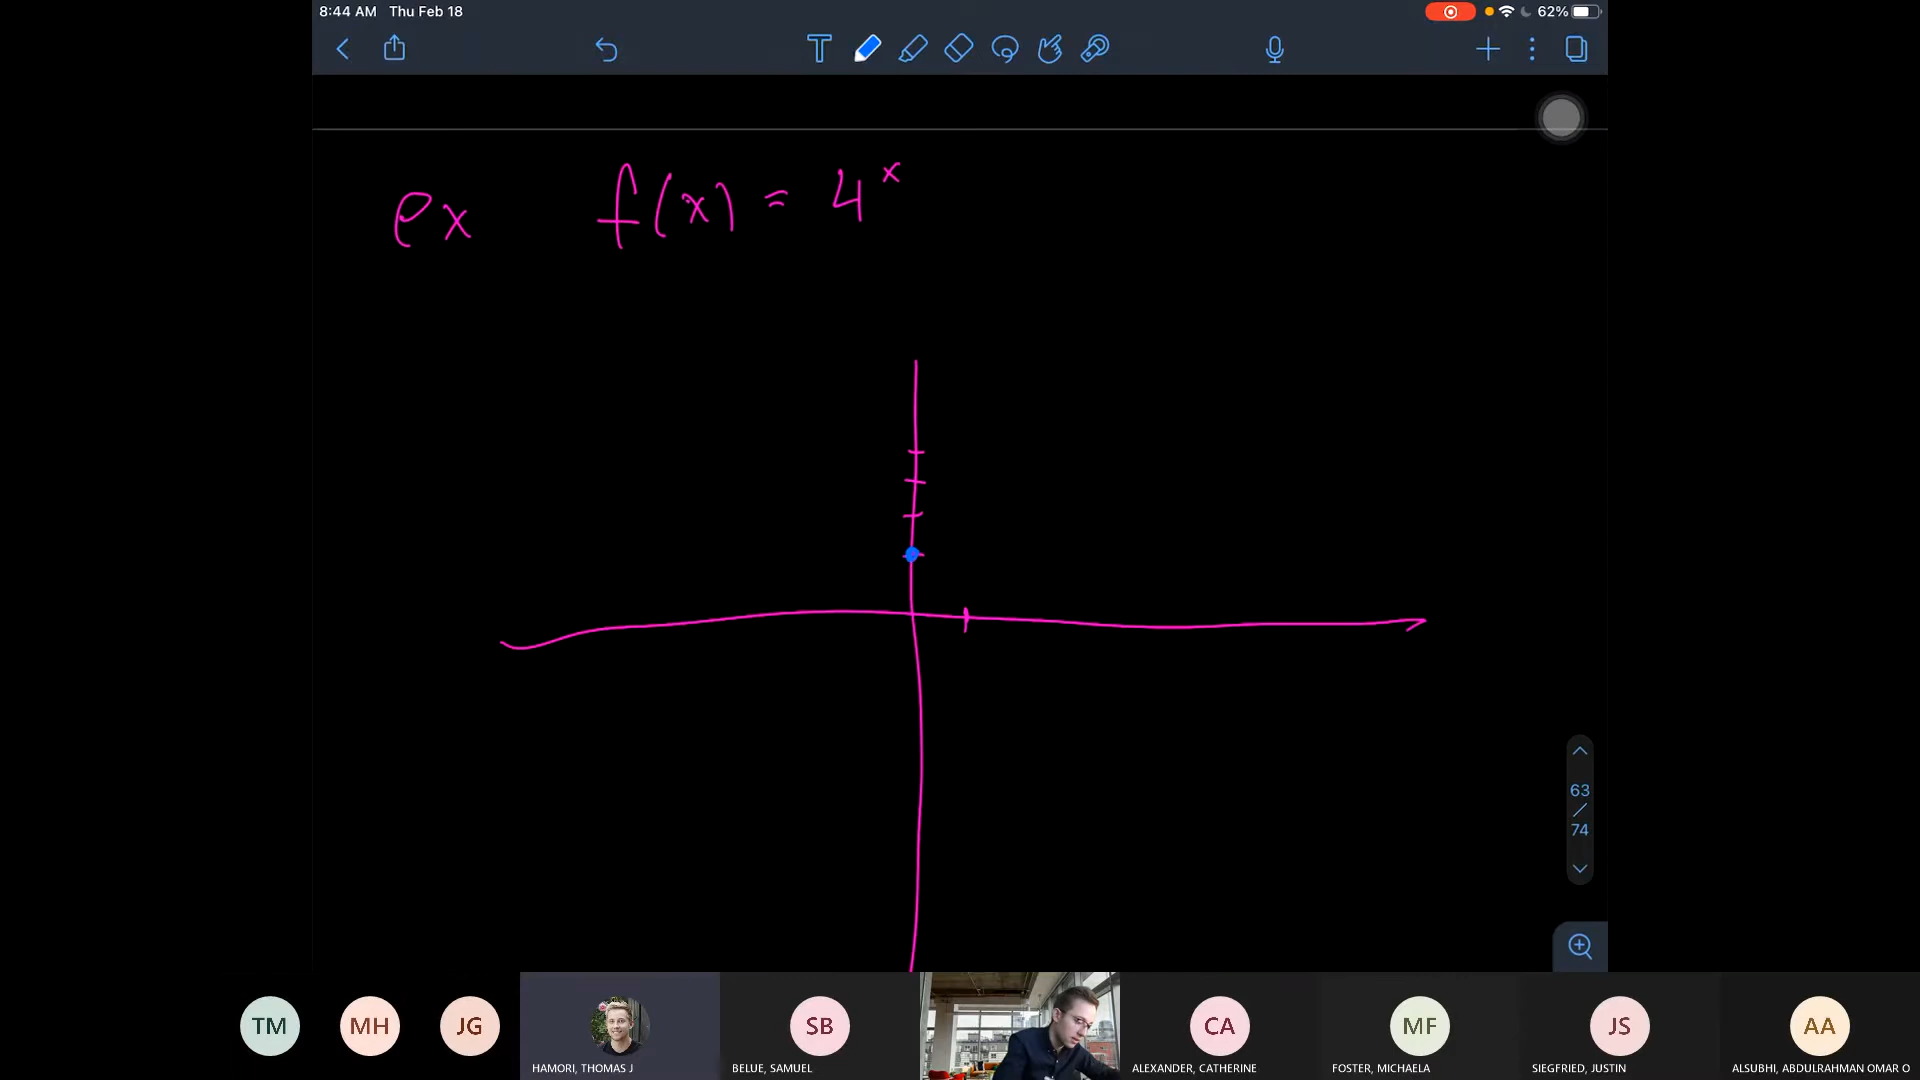 8:44 AM Thu Feb 18
62%
ex f(x) = 4^x
63
/
74
TM
MH
JG
SB
CA
MF
JS
AA
HAMORI, THOMAS J
BELUE, SAMUEL
ALEXANDER, CATHERINE
FOSTER, MICHAELA
SIEGFRIED, JUSTIN
ALSUBHI, ABDULRAHMAN OMAR O